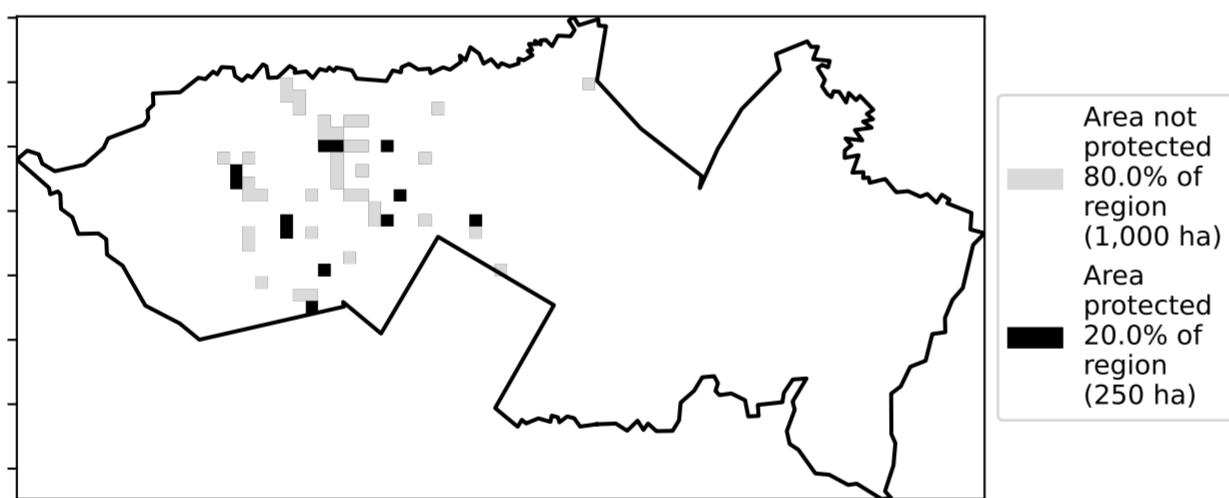 Area not
protected
80.0% of
region
(1,000 ha)
Area
protected
20.0% of
region
(250 ha)